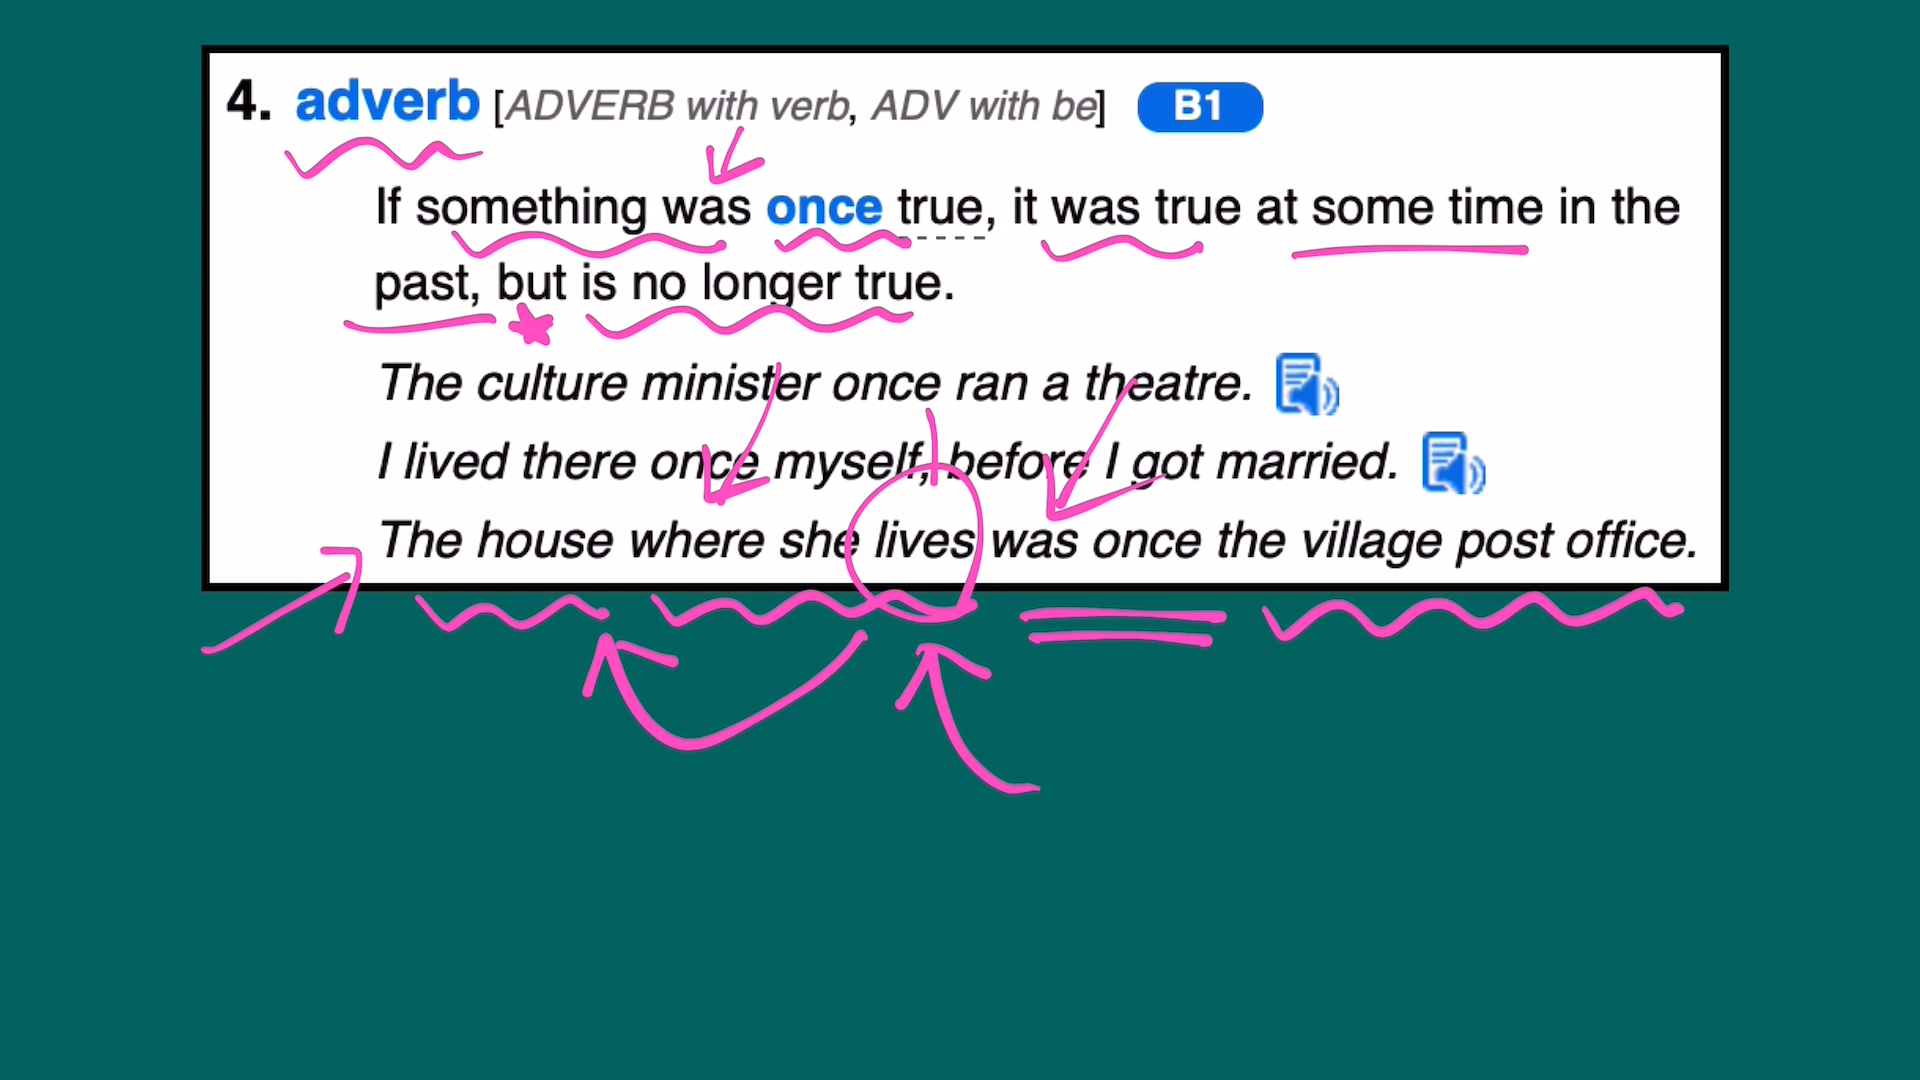 4. adverb [ADVERB with verb, ADV with be] B1
If something was once true, it was true at some time in the
past, but is no longer true.
The culture minister once ran a theatre.
I lived there once myself, before I got married.
The house where she lives was once the village post office.